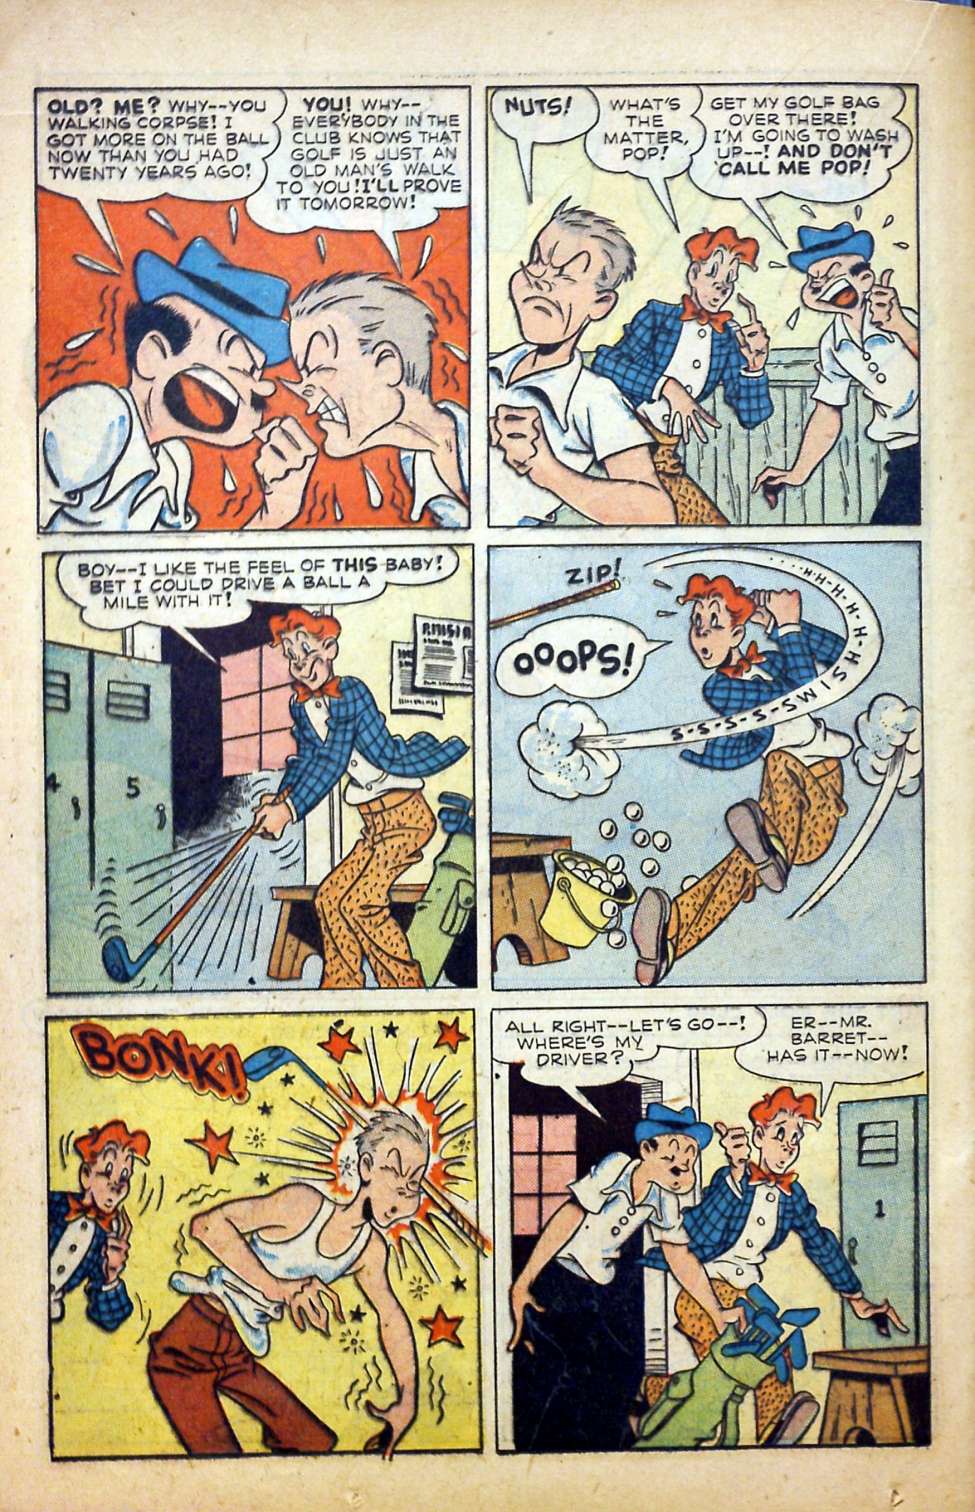 OLD? ME? WHY--YOU
WALKING CORPSE! I
GOT MORE ON THE BALL
NOW THAN YOU HAD
TWENTY YEARS AGO!
YOU! WHY--
EVERYBODY IN THE
CLUB KNOWS THAT
GOLF IS JUST AN
OLD MAN'S WALK
TO YOU! I'LL PROVE
IT TOMORROW!
NUTS!
WHAT'S
THE
MATTER,
POP!
GET MY GOLF BAG
OVER THERE!
I'M GOING TO WASH
UP--! AND DON'T
CALL ME POP!
BOY--I LIKE THE FEEL OF THIS BABY!
BET I COULD DRIVE A BALL A
MILE WITH IT!
4
5
ZIP!
OOOPS!
S-S-S-S-SWISH-H-H-H-H
BONK!
ALL RIGHT--LET'S GO--!
WHERE'S MY
DRIVER?
ER--MR.
BARRET--
HAS IT--NOW!
1